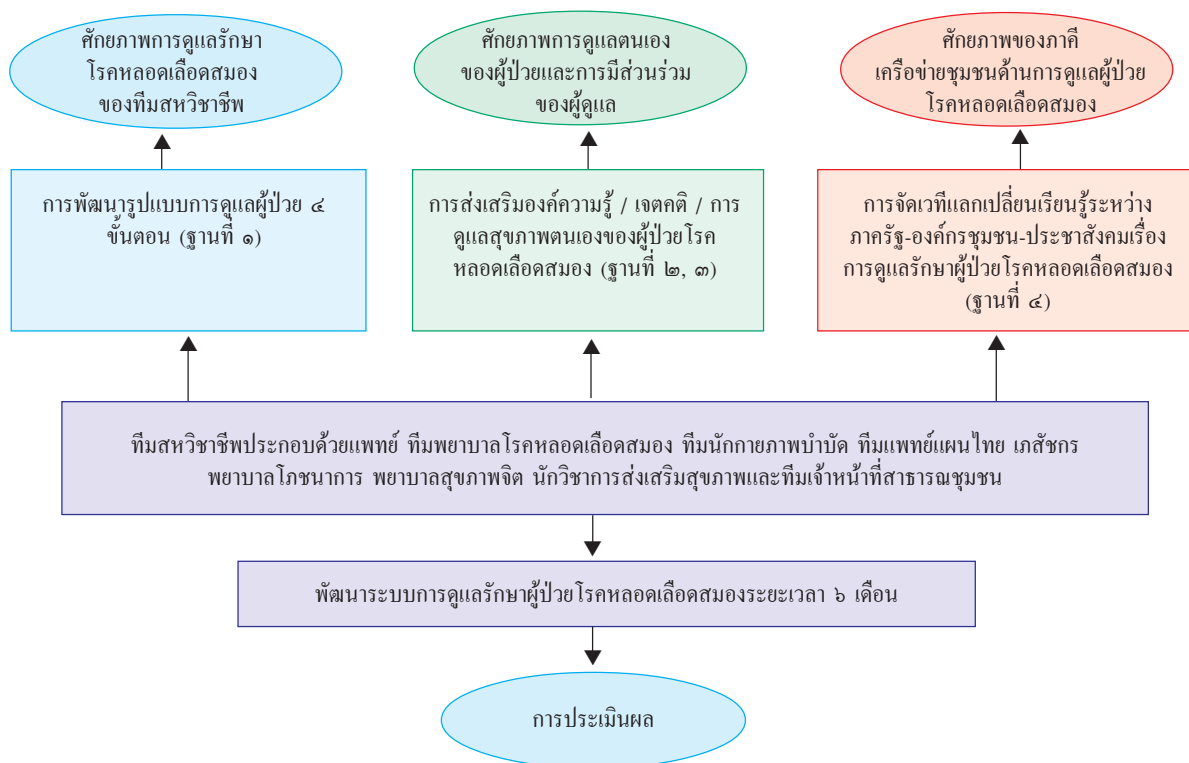 ศักยภาพการดูแลรักษา
โรคหลอดเลือดสมอง
ของทีมสหวิชาชีพ
ศักยภาพการดูแลตนเอง
ของผู้ป่วยและการมีส่วนร่วม
ของผู้ดูแล
ศักยภาพของภาคี
เครือข่ายชุมชนด้านการดูแลผู้ป่วย
โรคหลอดเลือดสมอง
การพัฒนารูปแบบการดูแลผู้ป่วย ๔
ขั้นตอน (ฐานที่ ๑)
การส่งเสริมองค์ความรู้ / เจตคติ / การ
ดูแลสุขภาพตนเองของผู้ป่วยโรค
หลอดเลือดสมอง (ฐานที่ ๒, ๓)
การจัดเวทีแลกเปลี่ยนเรียนรู้ระหว่าง
ภาครัฐ-องค์กรชุมชน-ประชาสังคมเรื่อง
การดูแลรักษาผู้ป่วยโรคหลอดเลือดสมอง
(ฐานที่ ๔)
ทีมสหวิชาชีพประกอบด้วยแพทย์ ทีมพยาบาลโรคหลอดเลือดสมอง ทีมนักกายภาพบำบัด ทีมแพทย์แผนไทย เภสัชกร
พยาบาลโภชนาการ พยาบาลสุขภาพจิต นักวิชาการส่งเสริมสุขภาพและทีมเจ้าหน้าที่สาธารณชุมชน
พัฒนาระบบการดูแลรักษาผู้ป่วยโรคหลอดเลือดสมองระยะเวลา ๖ เดือน
การประเมินผล